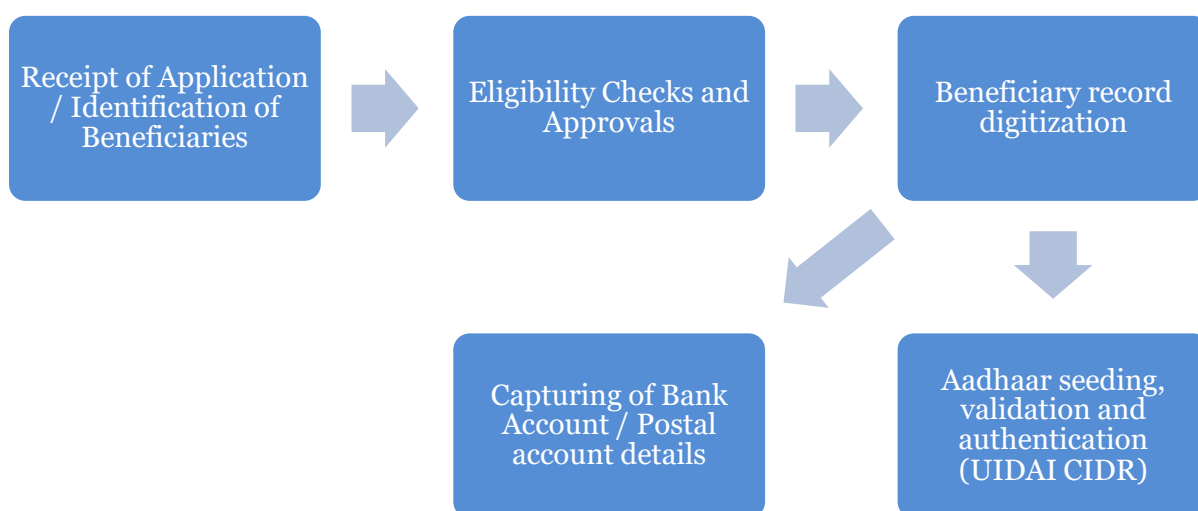 Receipt of Application
/ Identification of
Beneficiaries
Eligibility Checks and
Approvals
Beneficiary record
digitization
Capturing of Bank
Account / Postal
account details
Aadhaar seeding,
validation and
authentication
(UIDAI CIDR)